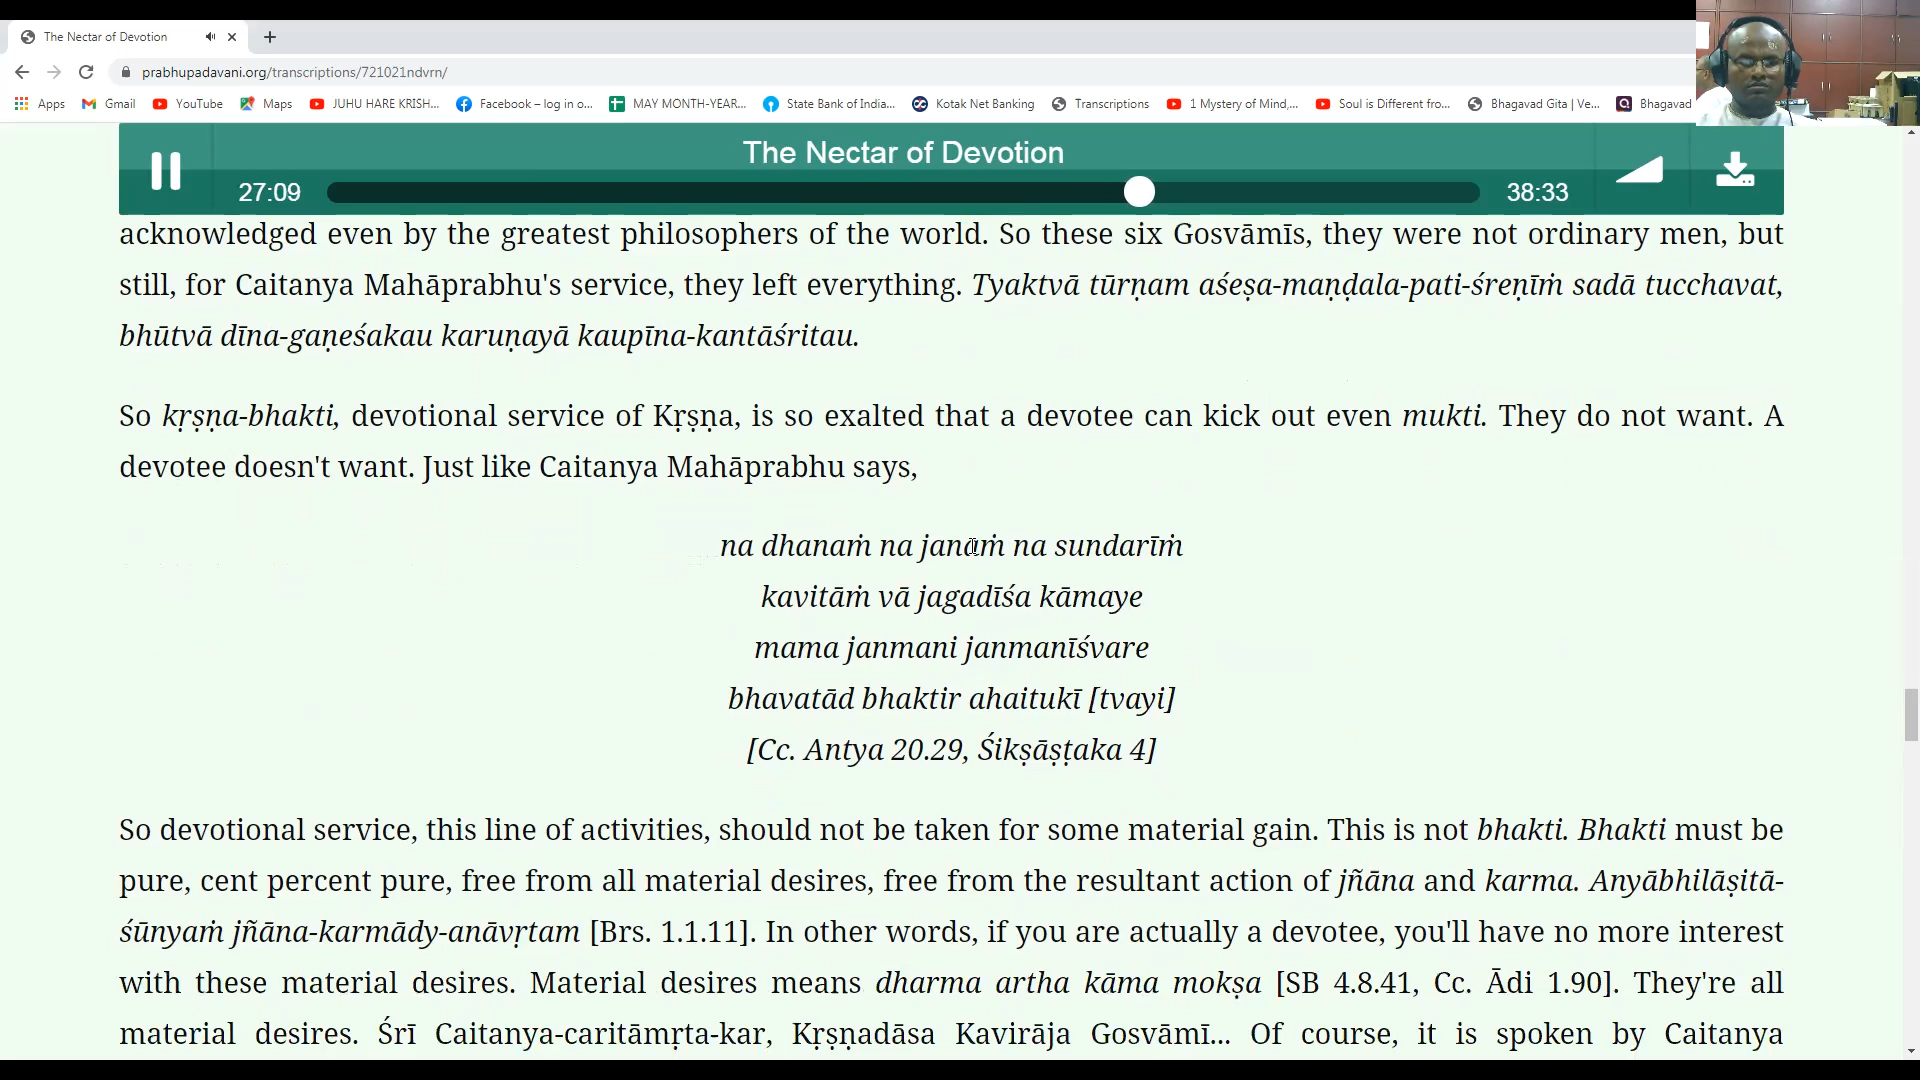 The Nectar of Devotion
prabhupadavani.org/transcriptions/721021ndvrn/
Apps Gmail YouTube Maps JUHU HARE KRISH... Facebook – log in o... MAY MONTH-YEAR... State Bank of India... Kotak Net Banking Transcriptions 1 Mystery of Mind,... Soul is Different fro... Bhagavad Gita | Ve... Bhagavad
The Nectar of Devotion
27:09 38:33
acknowledged even by the greatest philosophers of the world. So these six Gosvāmīs, they were not ordinary men, but
still, for Caitanya Mahāprabhu's service, they left everything. Tyaktvā tūrṇam aśeṣa-maṇḍala-pati-śreṇīṁ sadā tucchavat,
bhūtvā dīna-gaṇeśakau karuṇayā kaupīna-kantāśritau.
So kṛṣṇa-bhakti, devotional service of Kṛṣṇa, is so exalted that a devotee can kick out even mukti. They do not want. A
devotee doesn't want. Just like Caitanya Mahāprabhu says,
na dhanaṁ na janaṁ na sundarīṁ
kavitāṁ vā jagadīśa kāmaye
mama janmani janmanīśvare
bhavatād bhaktir ahaitukī [tvayi]
[Cc. Antya 20.29, Śikṣāṣṭaka 4]
So devotional service, this line of activities, should not be taken for some material gain. This is not bhakti. Bhakti must be
pure, cent percent pure, free from all material desires, free from the resultant action of jñāna and karma. Anyābhilāṣitā-
śūnyaṁ jñāna-karmādy-anāvṛtam [Brs. 1.1.11]. In other words, if you are actually a devotee, you'll have no more interest
with these material desires. Material desires means dharma artha kāma mokṣa [SB 4.8.41, Cc. Ādi 1.90]. They're all
material desires. Śrī Caitanya-caritāmṛta-kar, Kṛṣṇadāsa Kavirāja Gosvāmī... Of course, it is spoken by Caitanya